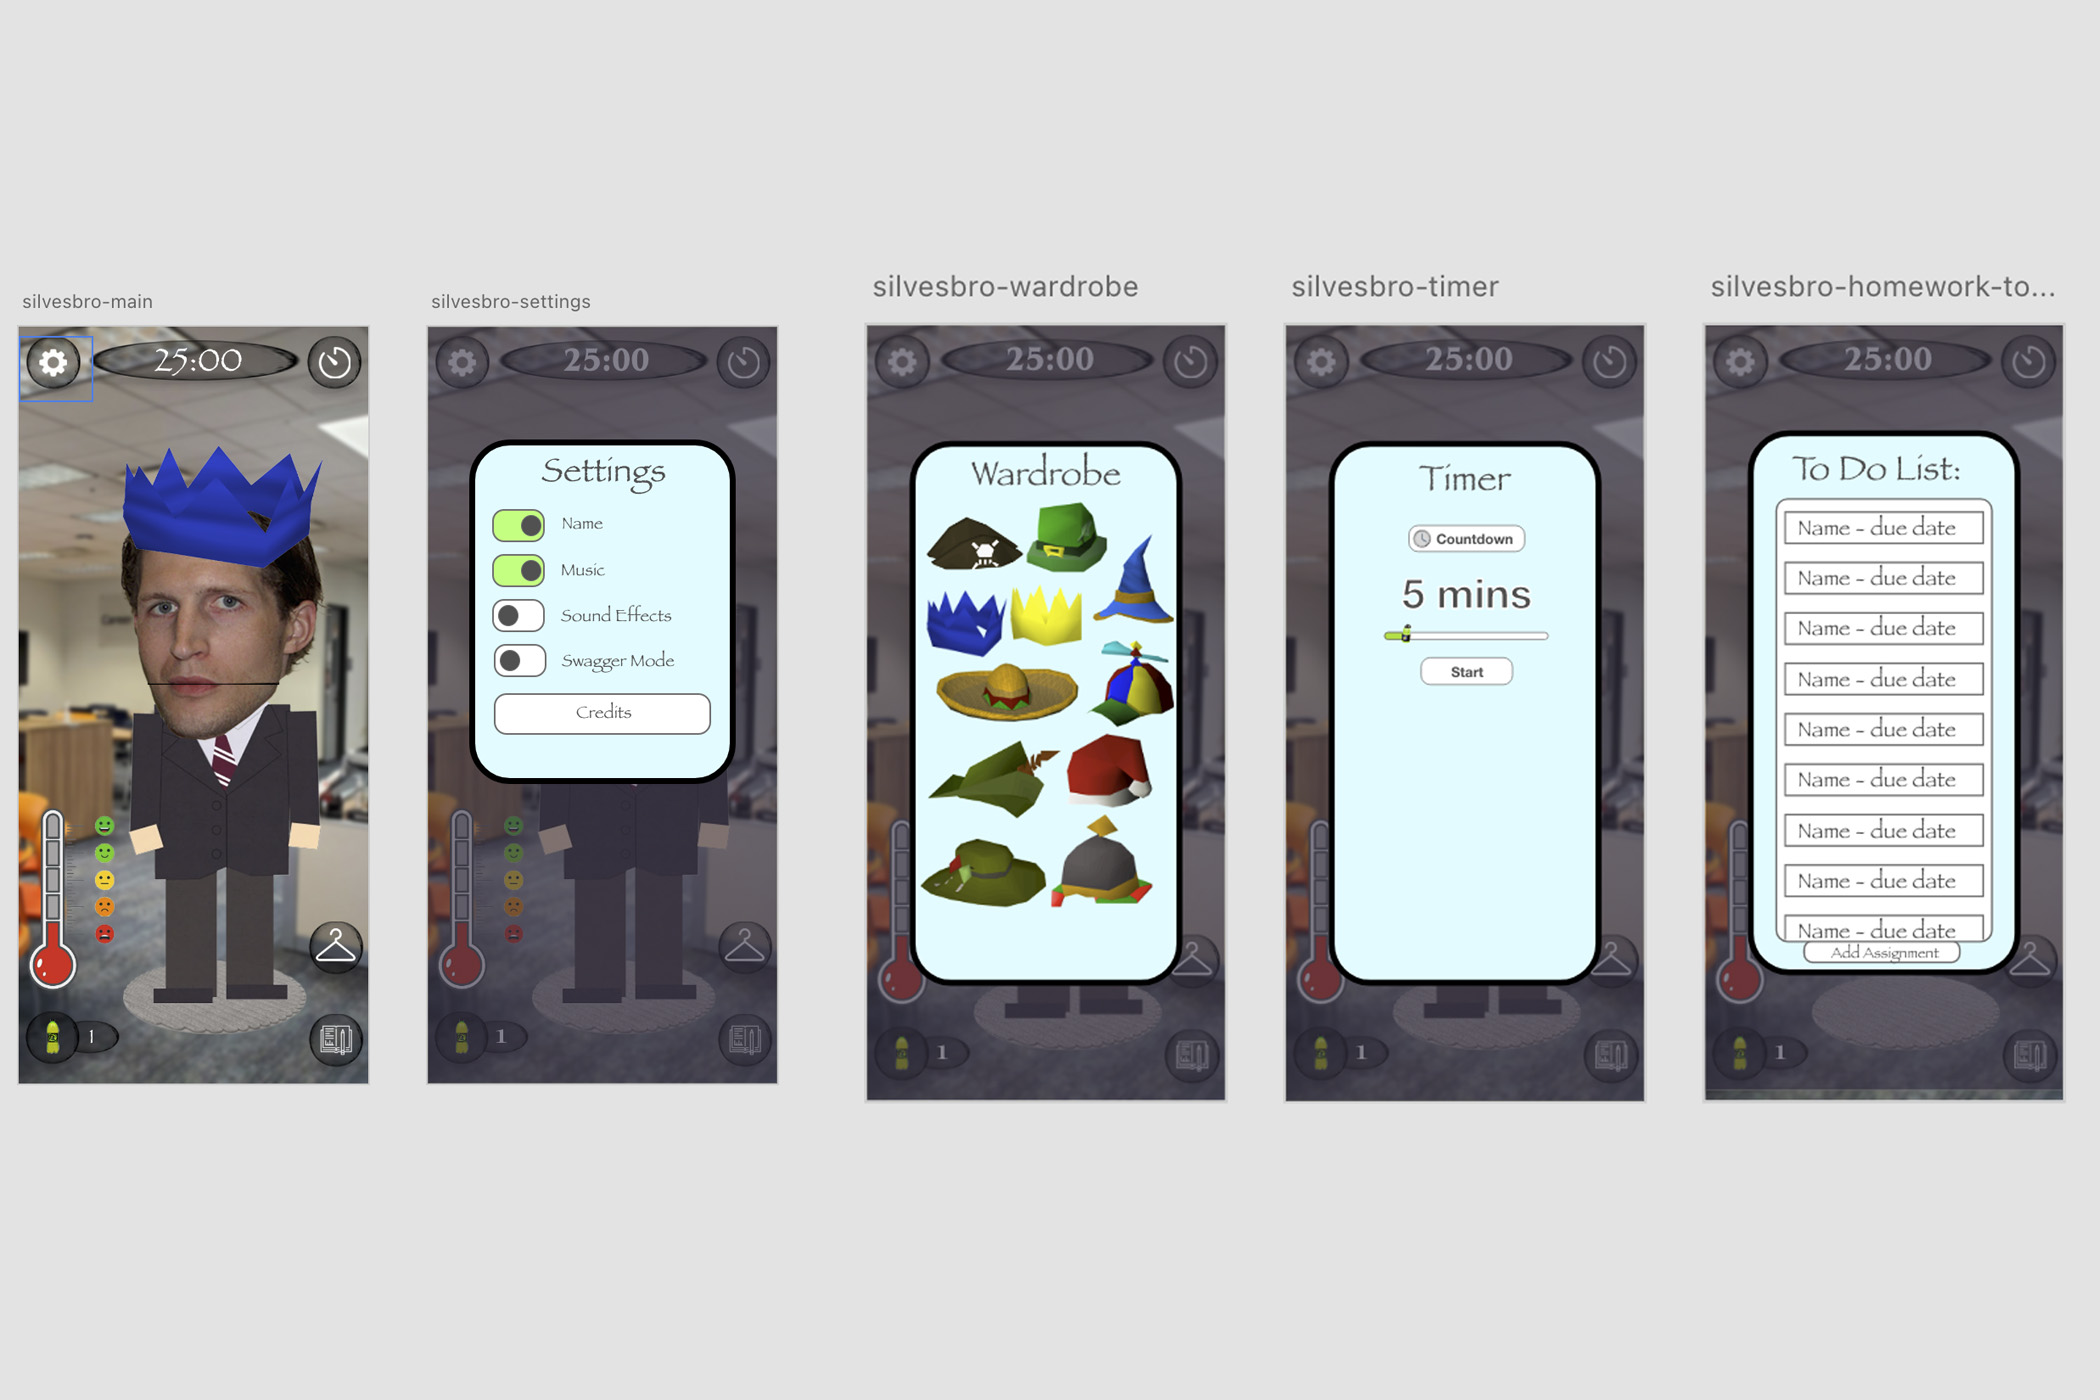 silvesbro-main
25:00
1
silvesbro-settings
25:00
Settings
Name
Music
Sound Effects
Swagger Mode
Credits
1
silvesbro-wardrobe
25:00
Wardrobe
1
silvesbro-timer
25:00
Timer
Countdown
5 mins
Start
1
silvesbro-homework-to...
25:00
To Do List:
Name - due date
Name - due date
Name - due date
Name - due date
Name - due date
Name - due date
Name - due date
Name - due date
Name - due date
Add Assignment
1